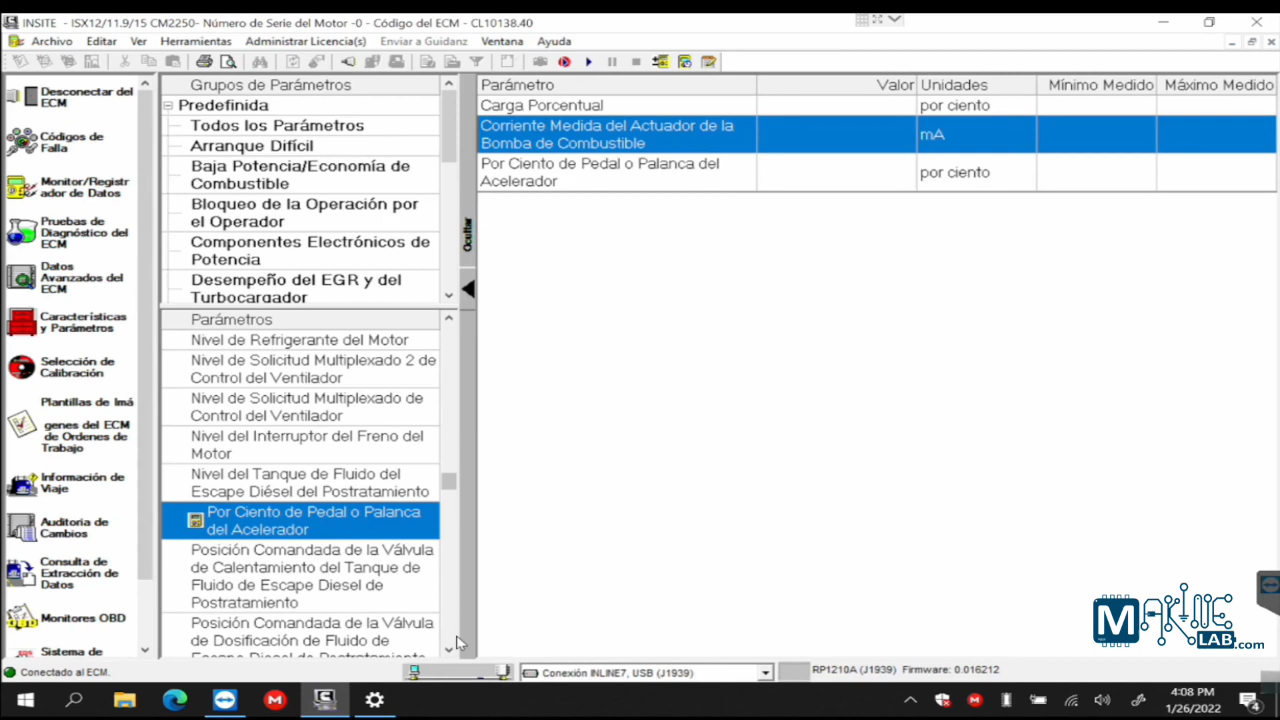 INSITE - ISX12/11.9/15 CM2250- Número de Serie del Motor -0 - Código del ECM - CL10138.40
Archivo Editar Ver Herramientas Administrar Licencia(s) Enviar a Guidanz Ventana Ayuda
Desconectar del
ECM
Códigos de
Falla
Monitor/Registr
ador de Datos
Pruebas de
Diagnóstico del
ECM
Datos
Avanzados del
ECM
Características
y Parámetros
Selección de
Calibración
Plantillas de Imá
genes del ECM
de Ordenes de
Trabajo
Información de
Viaje
Auditoria de
Cambios
Consulta de
Extracción de
Datos
Monitores OBD
Sistema de
Grupos de Parámetros
Predefinida
Todos los Parámetros
Arranque Difícil
Baja Potencia/Economía de
Combustible
Bloqueo de la Operación por
el Operador
Componentes Electrónicos de
Potencia
Desempeño del EGR y del
Turbocargador
Parámetros
Nivel de Refrigerante del Motor
Nivel de Solicitud Multiplexado 2 de
Control del Ventilador
Nivel de Solicitud Multiplexado de
Control del Ventilador
Nivel del Interruptor del Freno del
Motor
Nivel del Tanque de Fluido del
Escape Diésel del Postratamiento
Por Ciento de Pedal o Palanca
del Acelerador
Posición Comandada de la Válvula
de Calentamiento del Tanque de
Fluido de Escape Diesel de
Postratamiento
Posición Comandada de la Válvula
de Dosificación de Fluido de
Escape Diesel de Postratamiento
Ocultar
Parámetro Valor Unidades Mínimo Medido Máximo Medido
Carga Porcentual por ciento
Corriente Medida del Actuador de la
Bomba de Combustible mA
Por Ciento de Pedal o Palanca del
Acelerador por ciento
MARINE
LAB.com
Conectado al ECM.
Conexión INLINE7, USB (J1939)
RP1210A (J1939) Firmware: 0.016212
4:08 PM
1/26/2022
4